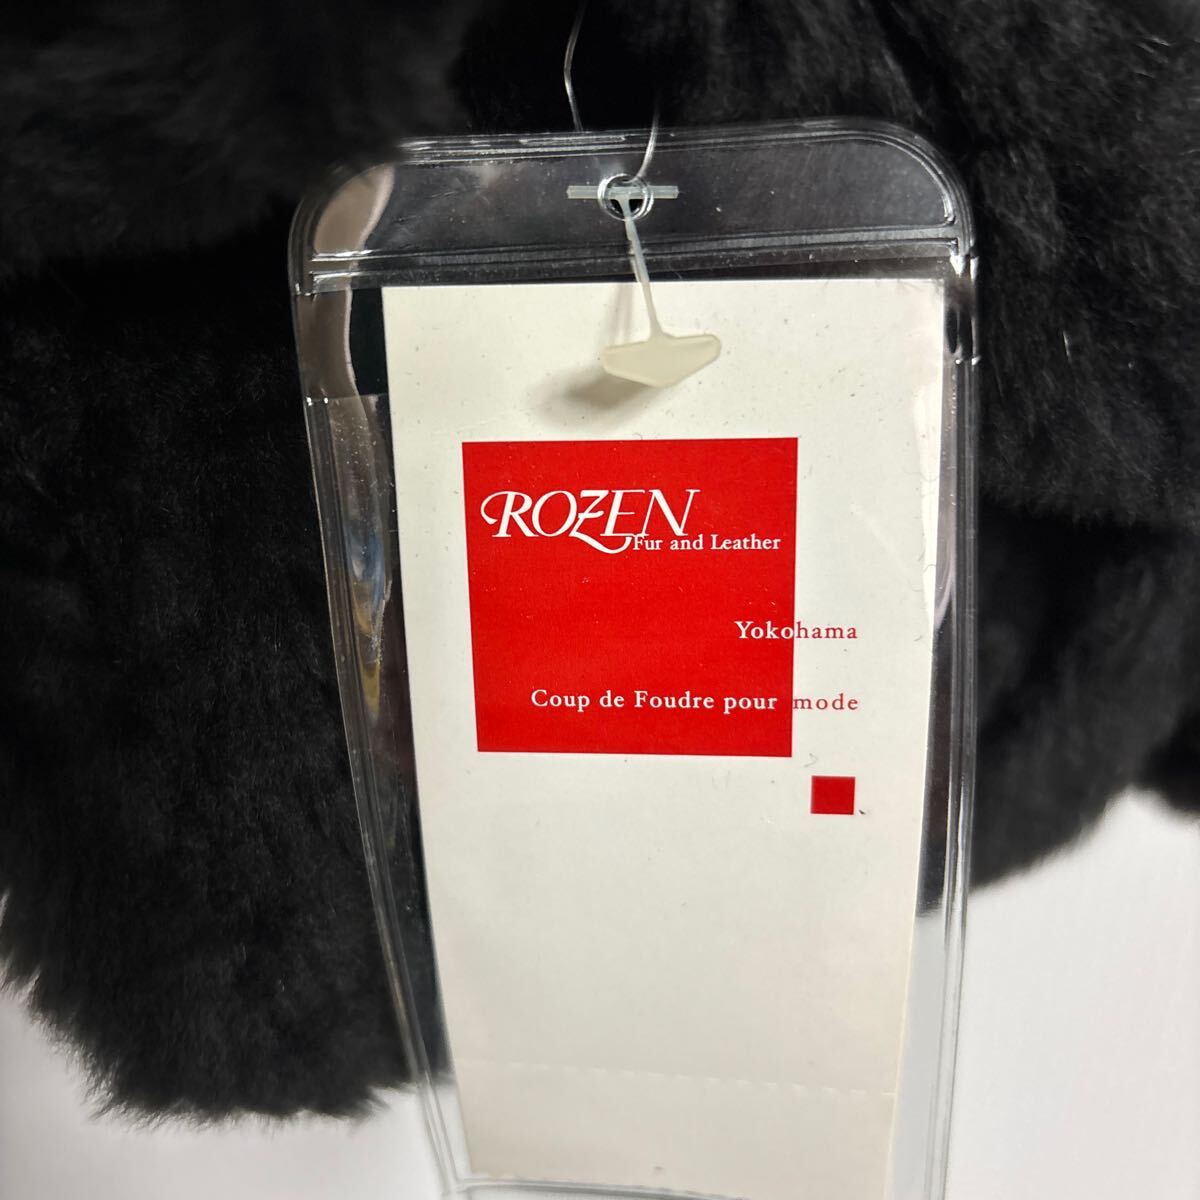 ROZEN
Fur and Leather
Yokohama
Coup de Foudre pour mode